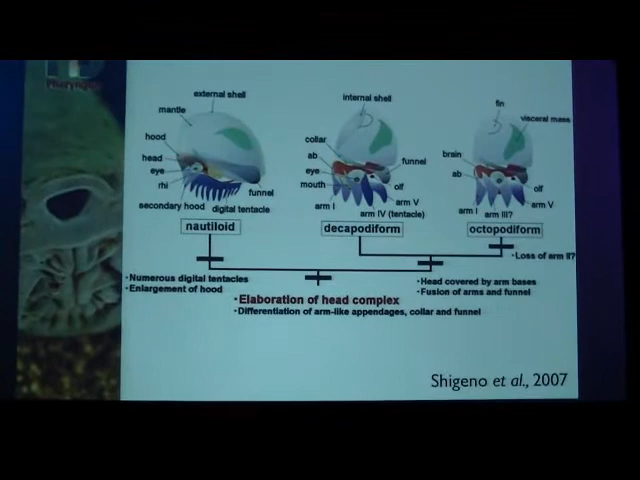 external shell
mantle
hood
head
eye
rhi
secondary hood
digital tentacle
funnel
nautiloid
internal shell
collar
ab
eye
mouth
arm I
arm IV (tentacle)
arm V
olf
funnel
decapodiform
fin
visceral mass
brain
ab
olf
arm V
arm I
arm III?
octopodiform
•Loss of arm II?
•Numerous digital tentacles
•Enlargement of hood
•Head covered by arm bases
•Fusion of arms and funnel
•Elaboration of head complex
•Differentiation of arm-like appendages, collar and funnel
Shigeno et al., 2007